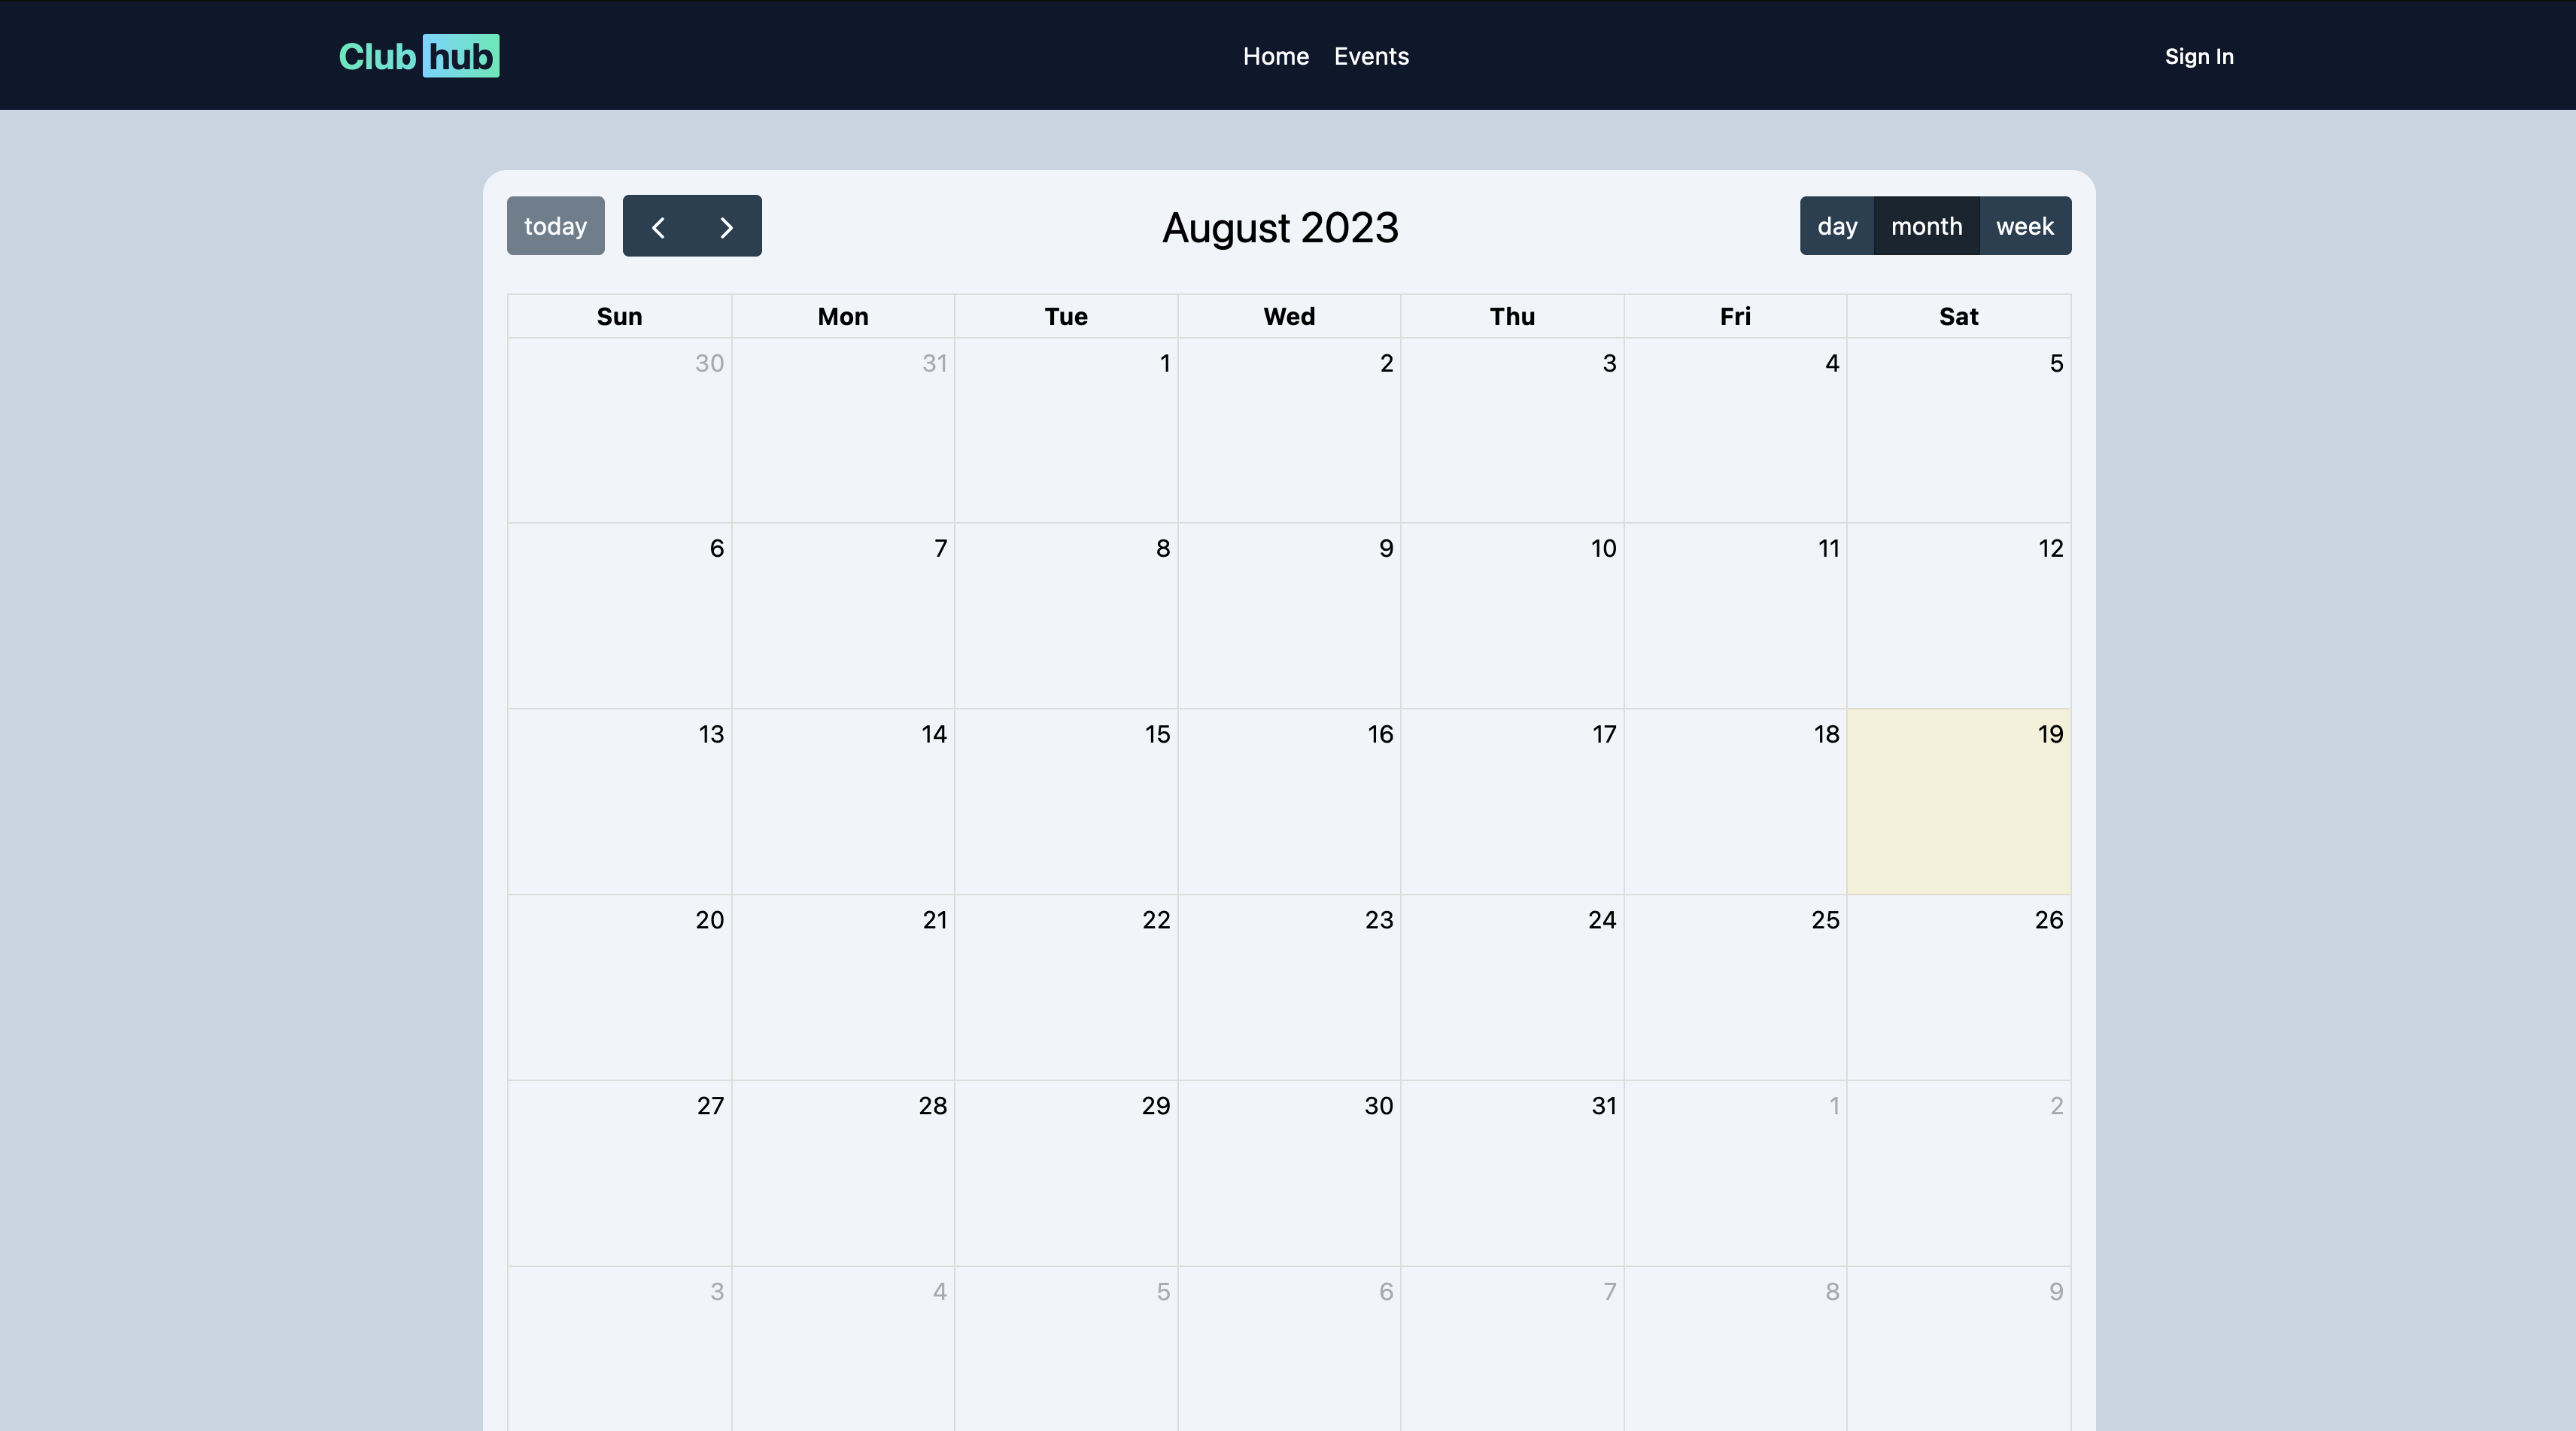 Club hub Home Events Sign In
today August 2023 day month week
Sun Mon Tue Wed Thu Fri Sat
30 31 1 2 3 4 5
6 7 8 9 10 11 12
13 14 15 16 17 18 19
20 21 22 23 24 25 26
27 28 29 30 31 1 2
3 4 5 6 7 8 9